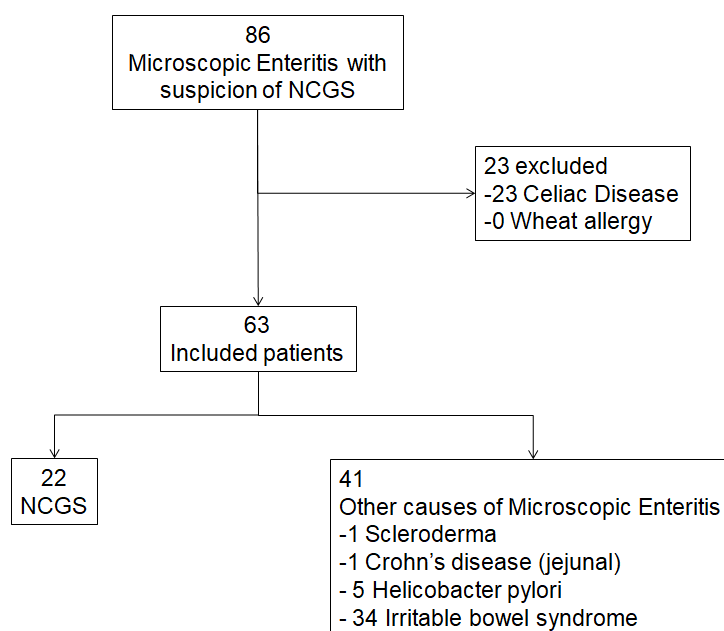 86
Microscopic Enteritis with
suspicion of NCGS
23 excluded
-23 Celiac Disease
-0 Wheat allergy
63
Included patients
22
NCGS
41
Other causes of Microscopic Enteritis
-1 Scleroderma
-1 Crohn’s disease (jejunal)
- 5 Helicobacter pylori
- 34 Irritable bowel syndrome